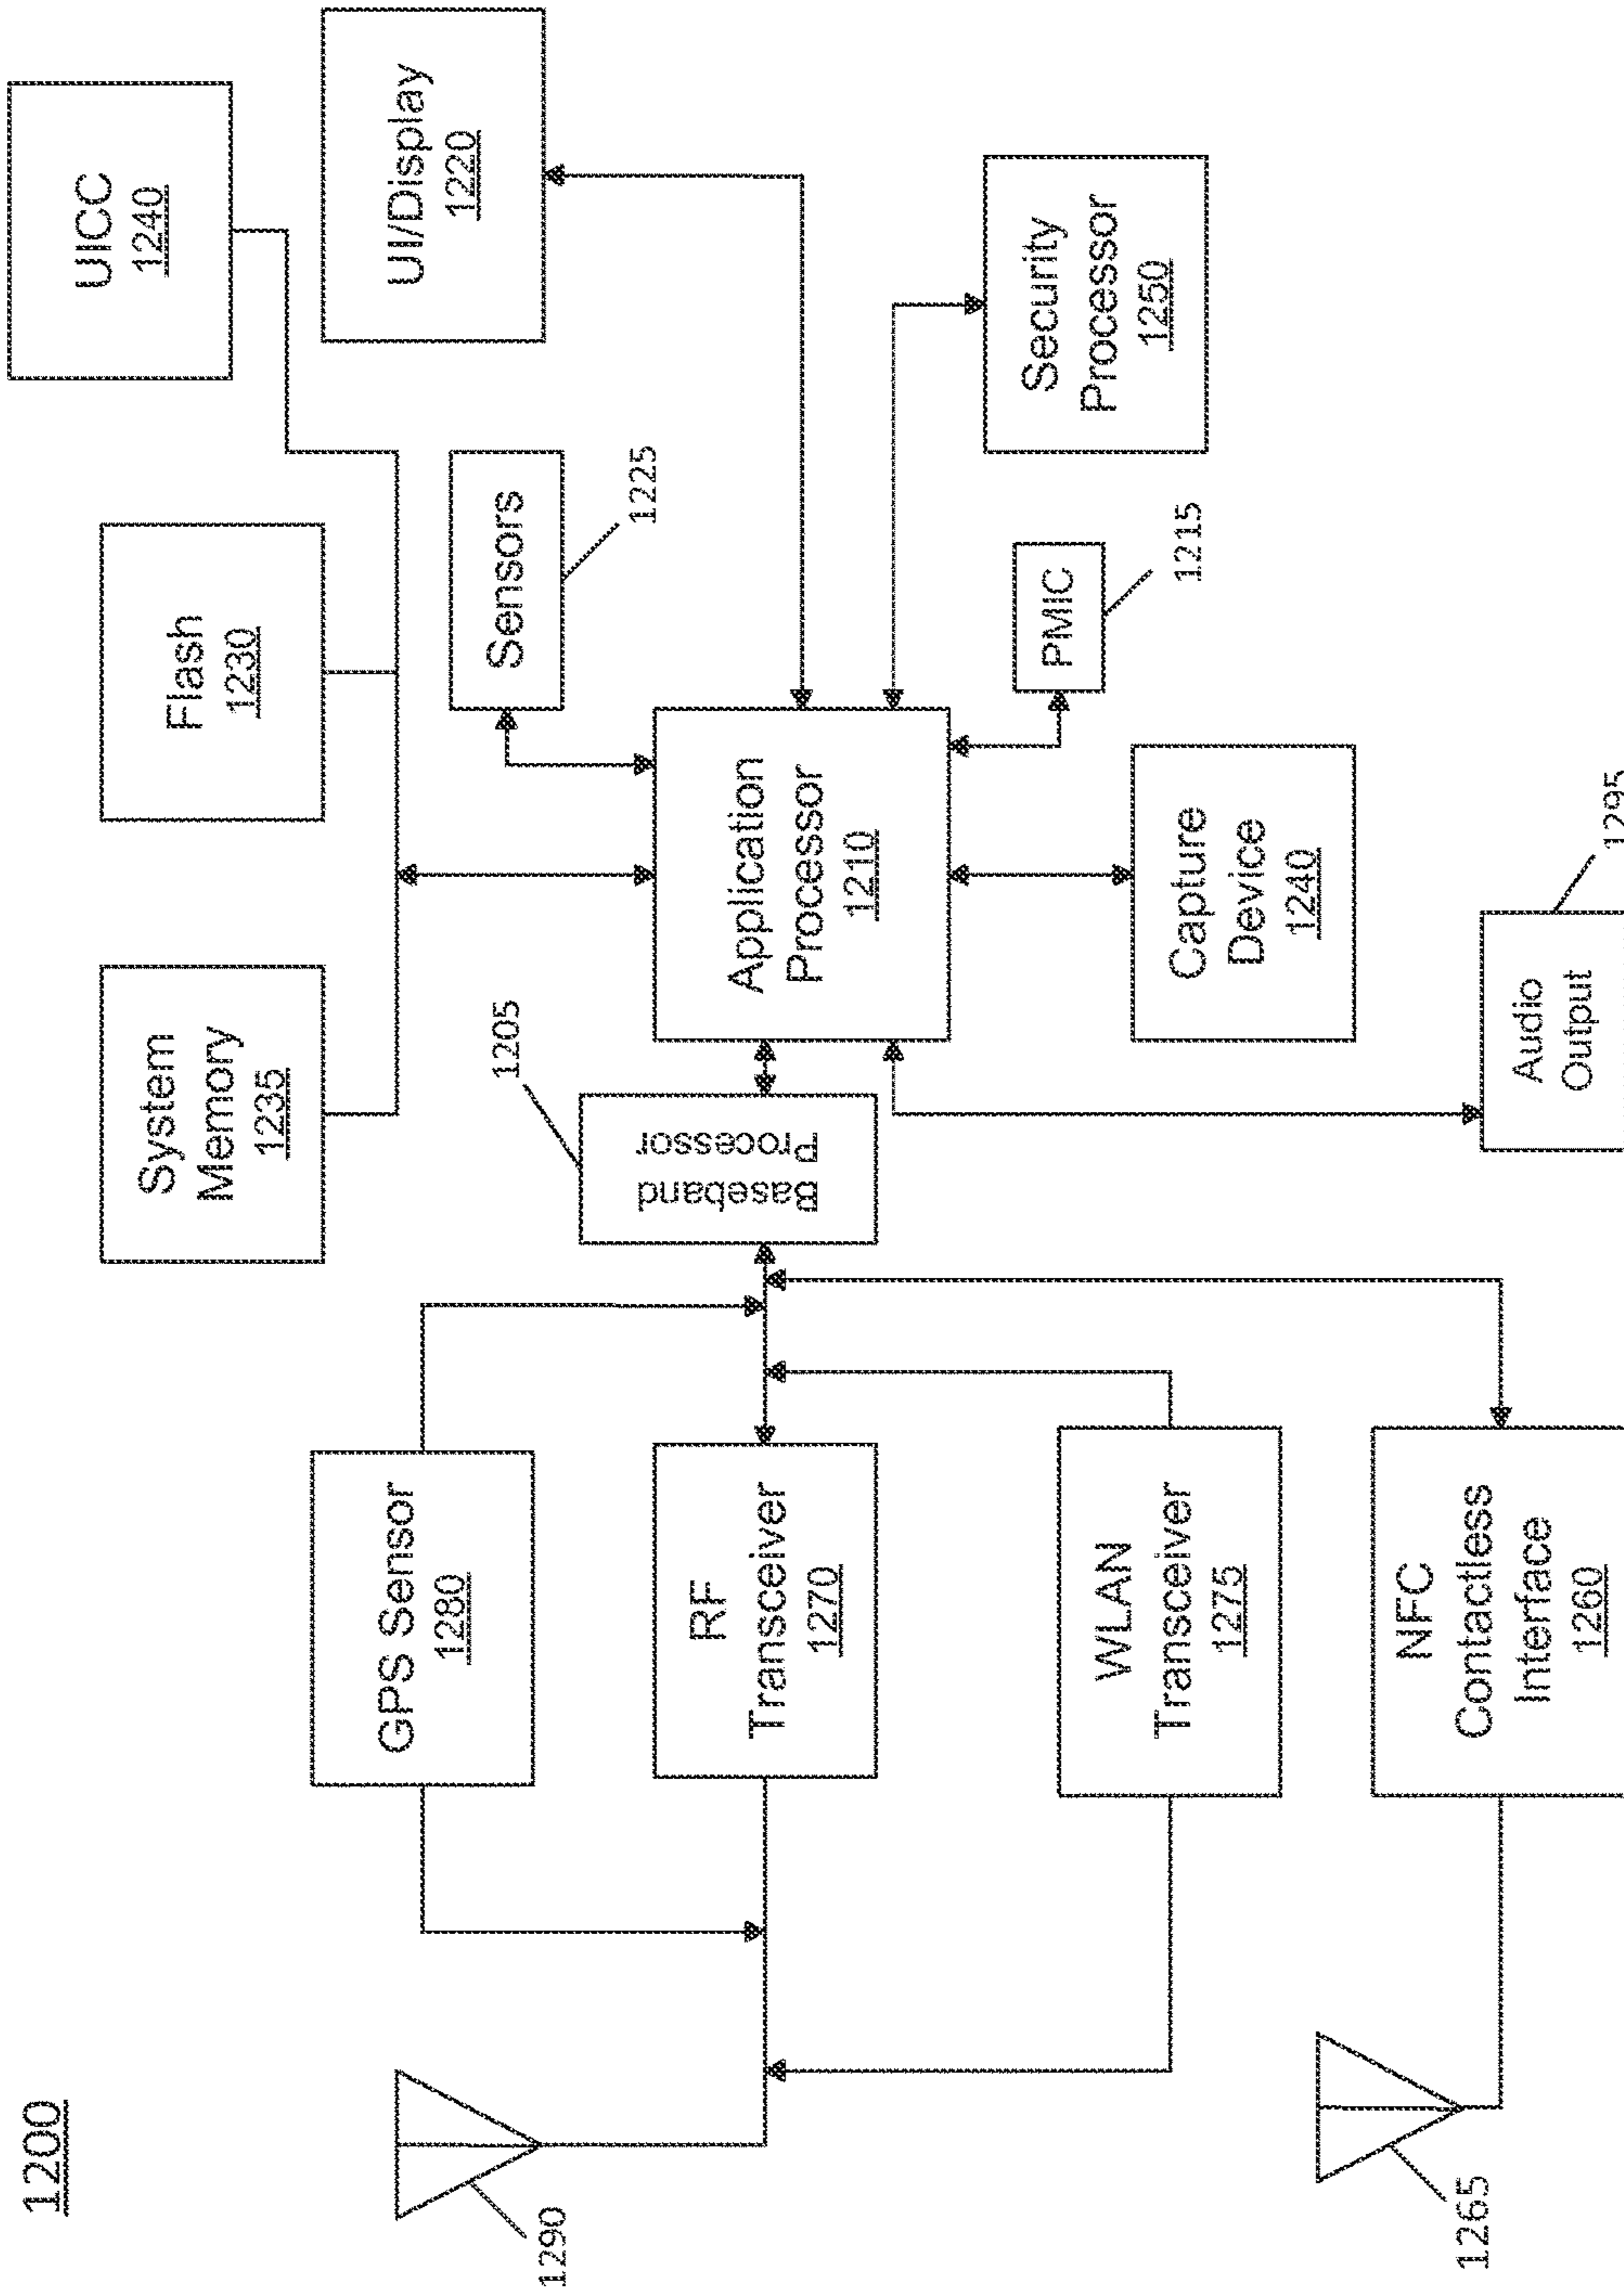 1200
UICC
1240
Flash
1230
System
Memory
1235
UI/Display
1220
Sensors
1225
GPS Sensor
1280
1290
1205
Baseband
Processor
Application
Processor
1210
RF
Transceiver
1270
Security
Processor
1250
PMIC
1215
WLAN
Transceiver
1275
Capture
Device
1240
NFC
Contactless
Interface
1260
1265
Audio
Output
1295